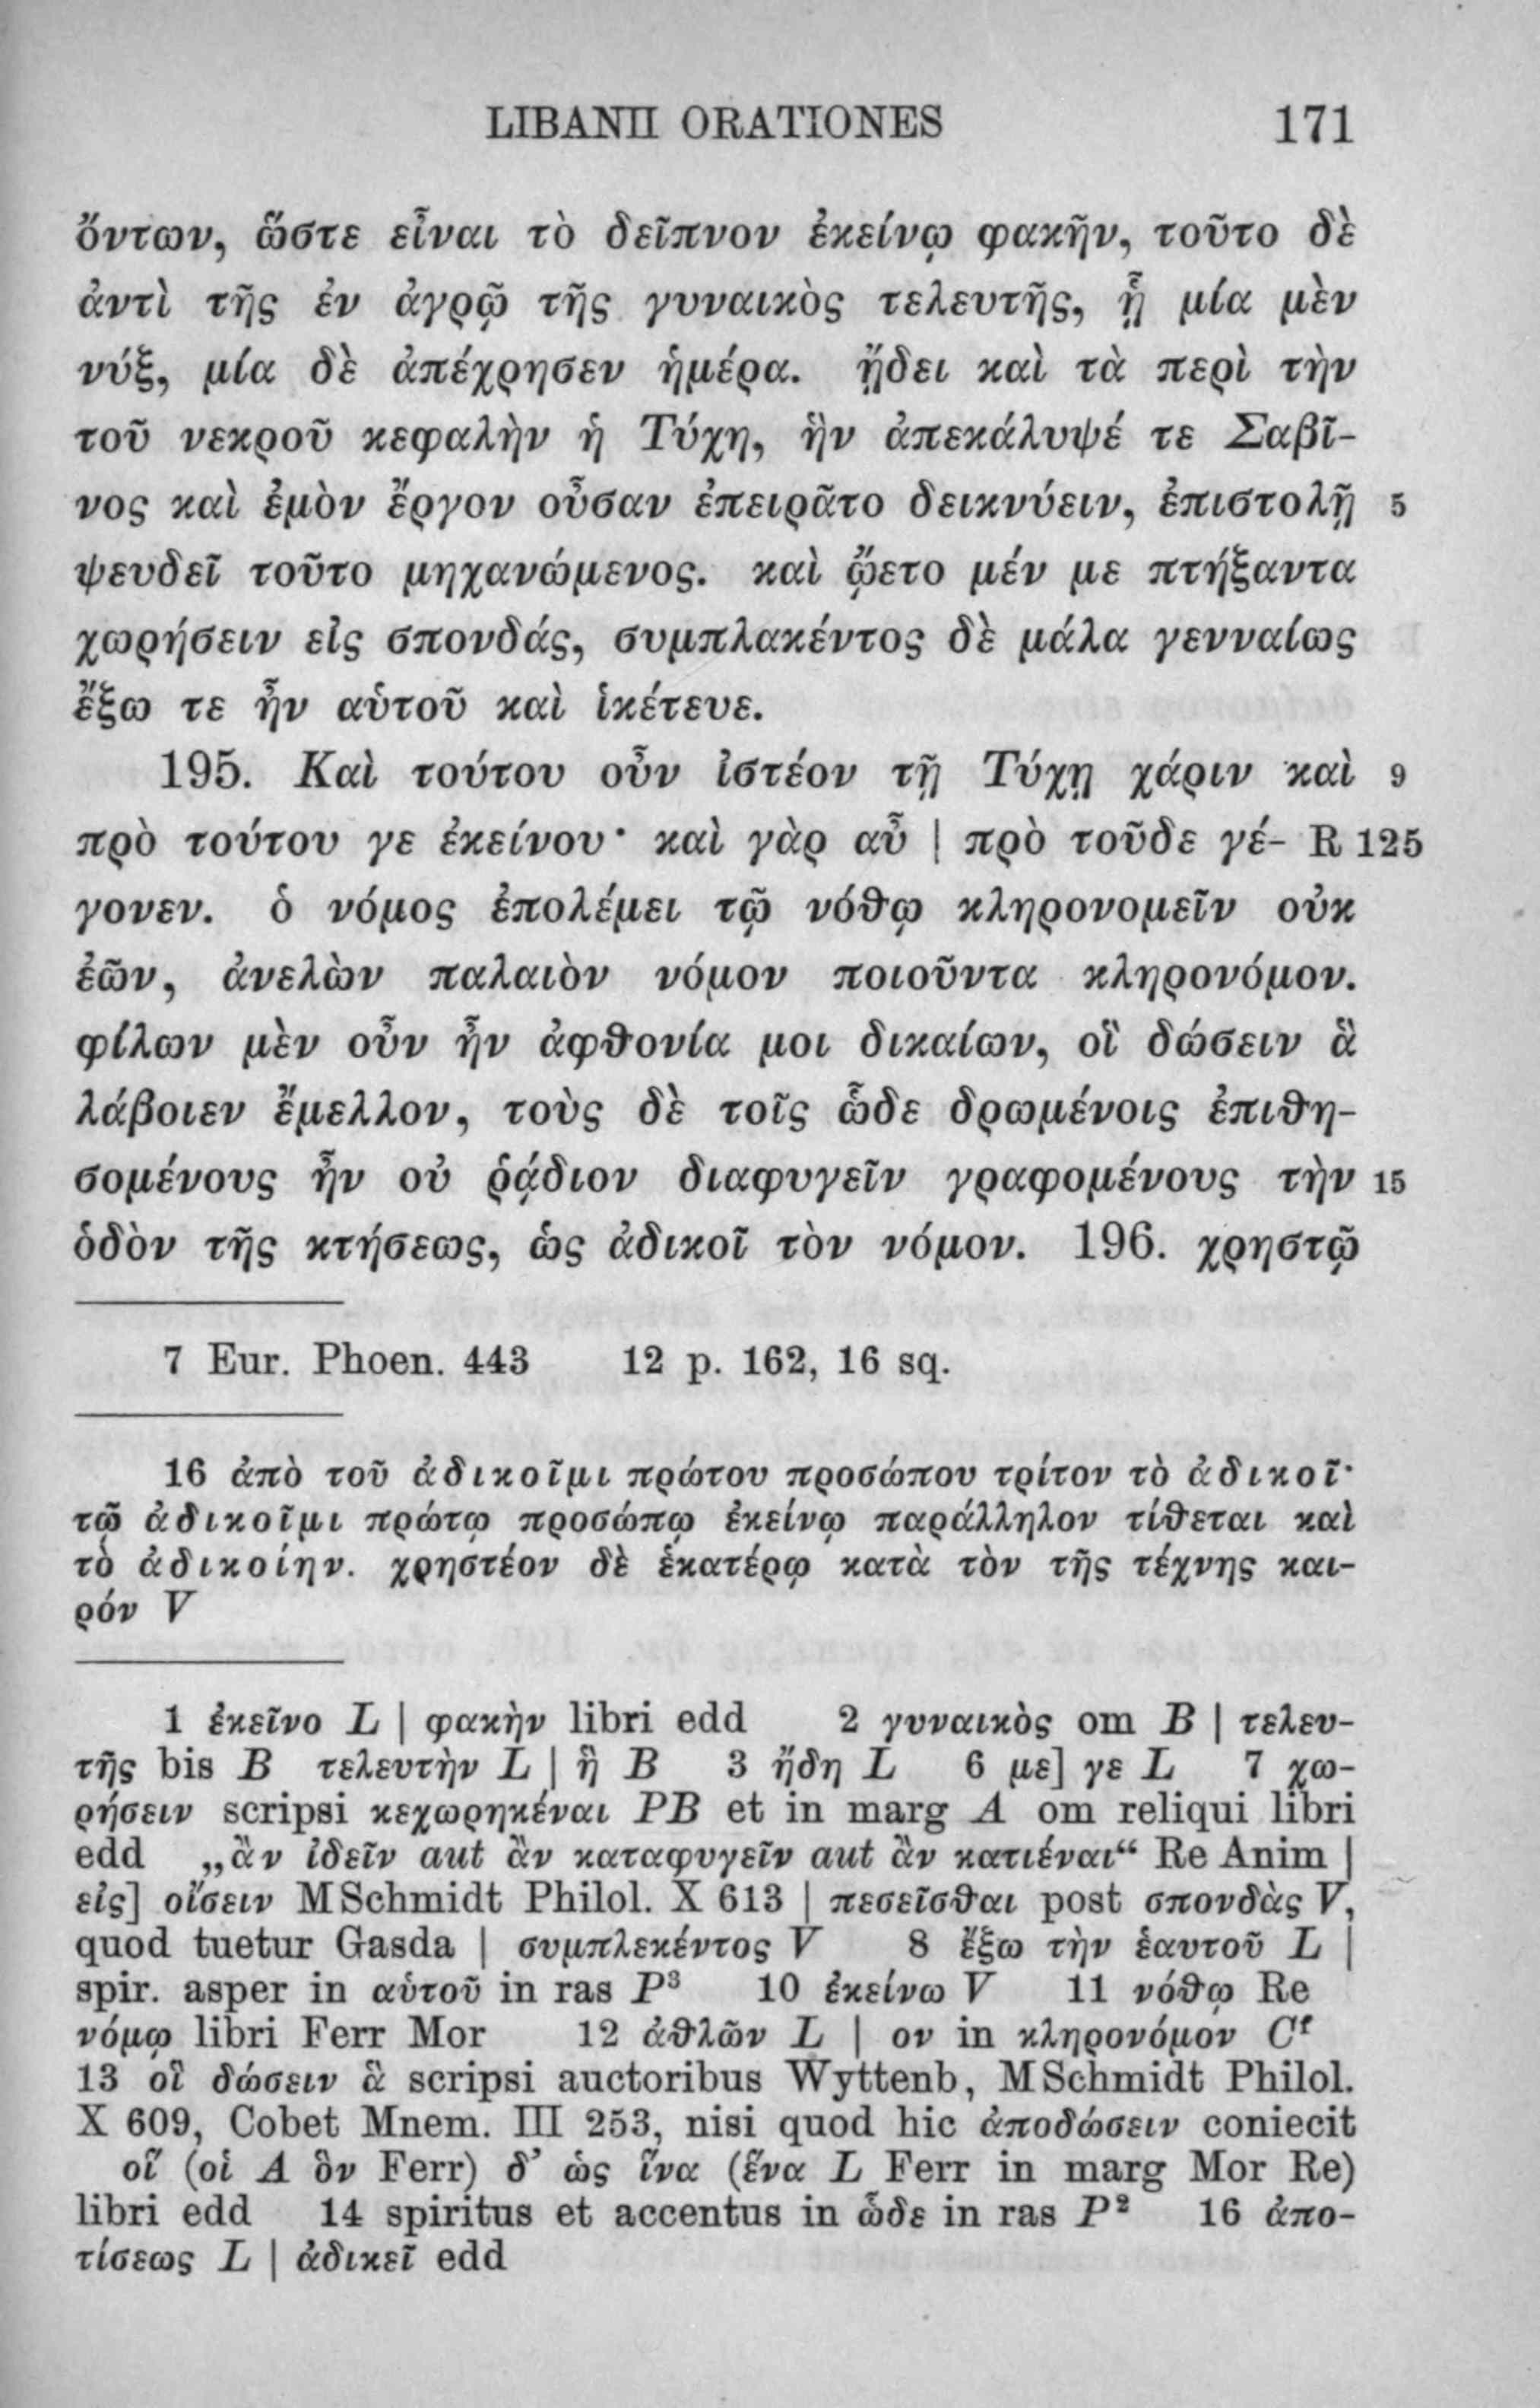 LIBANII ORATIONES 171
ὄντων, ὥστε εἶναι τὸ δεῖπνον ἐκείνῳ φακῆν, τοῦτο δὲ
ἀντὶ τῆς ἐν ἀγρῷ τῆς γυναικὸς τελευτῆς, ᾗ μία μὲν
νύξ, μία δὲ ἀπέχρησεν ἡμέρα. ᾔδει καὶ τὰ περὶ τὴν
τοῦ νεκροῦ κεφαλὴν ἡ Τύχη, ἣν ἀπεκάλυψέ τε Σαβῖ-
νος καὶ ἐμὸν ἔργον οὖσαν ἐπειρᾶτο δεικνύειν, ἐπιστολῇ 5
ψευδεῖ τοῦτο μηχανώμενος. καὶ ᾤετο μέν με πτήξαντα
χωρήσειν εἰς σπονδάς, συμπλακέντος δὲ μάλα γενναίως
ἔξω τε ἦν αὑτοῦ καὶ ἱκέτευε.
195. Καὶ τούτου οὖν ἰστέον τῇ Τύχῃ χάριν καὶ 9
πρὸ τούτου γε ἐκείνου· καὶ γὰρ αὖ | πρὸ τοῦδε γέ- R 125
γονεν. ὁ νόμος ἐπολέμει τῷ νόθῳ κληρονομεῖν οὐκ
ἐῶν, ἀνελὼν παλαιὸν νόμον ποιοῦντα κληρονόμον.
φίλων μὲν οὖν ἦν ἀφθονία μοι δικαίων, οἳ δώσειν ἃ
λάβοιεν ἔμελλον, τοὺς δὲ τοῖς ὧδε δρωμένοις ἐπιθη-
σομένους ἦν οὐ ῥᾴδιον διαφυγεῖν γραφομένους τὴν 15
ὁδὸν τῆς κτήσεως, ὡς ἀδικοῖ τὸν νόμον. 196. χρηστῷ
7 Eur. Phoen. 443 12 p. 162, 16 sq.
16 ἀπὸ τοῦ ἀδικοῖμι πρώτου προσώπου τρίτον τὸ ἀδικοῖ·
τῷ ἀδικοῖμι πρώτῳ προσώπῳ ἐκείνῳ παράλληλον τίθεται καὶ
τὸ ἀδικοίην. χρηστέον δὲ ἑκατέρῳ κατὰ τὸν τῆς τέχνης και-
ρόν V
1 ἐκεῖνο L | φακὴν libri edd 2 γυναικὸς om B | τελευ-
τῆς bis B τελευτὴν L | ἢ B 3 ἤδη L 6 με] γε L 7 χω-
ρήσειν scripsi κεχωρηκέναι PB et in marg A om reliqui libri
edd „ἂν ἰδεῖν aut ἂν καταφυγεῖν aut ἂν κατιέναι“ Re Anim |
εἰς] οἴσειν MSchmidt Philol. X 613 | πεσεῖσθαι post σπονδὰς V,
quod tuetur Gasda | συμπλεκέντος V 8 ἔξω τὴν ἑαυτοῦ L |
spir. asper in αὑτοῦ in ras P³ 10 ἐκείνω V 11 νόθῳ Re
νόμῳ libri Ferr Mor 12 ἀθλῶν L | ον in κληρονόμον Cᶠ
13 οἳ δώσειν ἃ scripsi auctoribus Wyttenb, MSchmidt Philol.
X 609, Cobet Mnem. III 253, nisi quod hic ἀποδώσειν coniecit
οἵ (οἱ A ὃν Ferr) δ’ ὡς ἵνα (ἕνα L Ferr in marg Mor Re)
libri edd 14 spiritus et accentus in ὧδε in ras P² 16 ἀπο-
τίσεως L | ἀδικεῖ edd